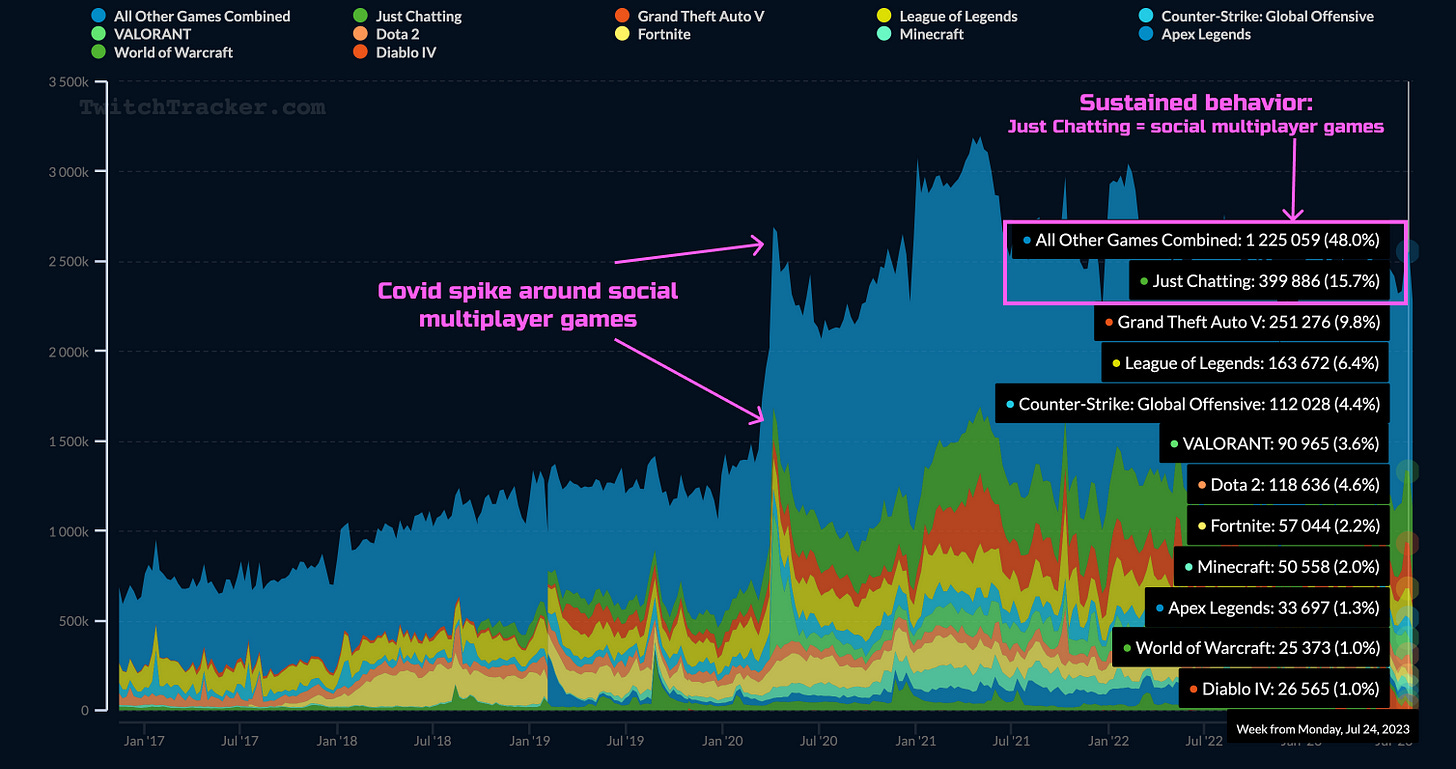 All Other Games Combined Just Chatting Grand Theft Auto V League of Legends Counter-Strike: Global Offensive
VALORANT Dota 2 Fortnite Minecraft Apex Legends
World of Warcraft Diablo IV
3 500k
TwitchTracker.com
Sustained behavior:
Just Chatting = social multiplayer games
3 000k
All Other Games Combined: 1 225 059 (48.0%)
2 500k
Just Chatting: 399 886 (15.7%)
Covid spike around social
multiplayer games
Grand Theft Auto V: 251 276 (9.8%)
2 000k
League of Legends: 163 672 (6.4%)
Counter-Strike: Global Offensive: 112 028 (4.4%)
1 500k
VALORANT: 90 965 (3.6%)
Dota 2: 118 636 (4.6%)
Fortnite: 57 044 (2.2%)
1 000k
Minecraft: 50 558 (2.0%)
Apex Legends: 33 697 (1.3%)
500k
World of Warcraft: 25 373 (1.0%)
Diablo IV: 26 565 (1.0%)
0
Week from Monday, Jul 24, 2023
Jan '17 Jul '17 Jan '18 Jul '18 Jan '19 Jul '19 Jan '20 Jul '20 Jan '21 Jul '21 Jan '22 Jul '22